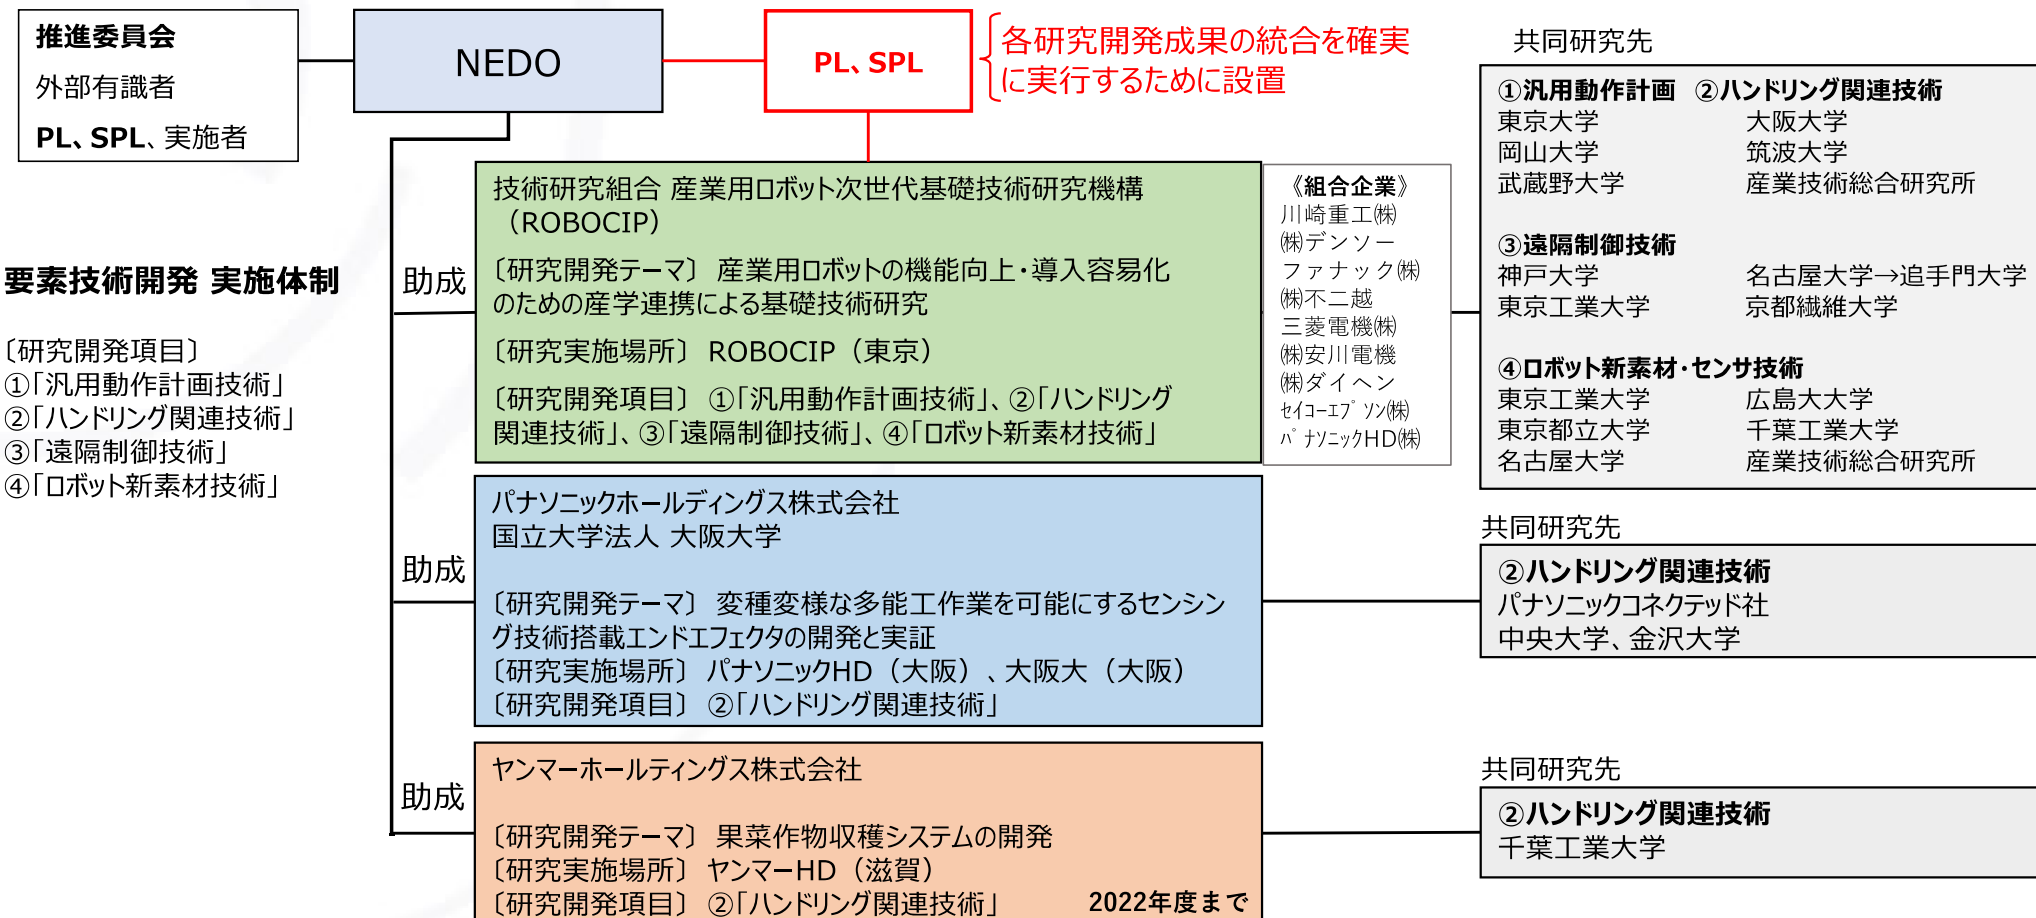 推進委員会
外部有識者
PL、SPL、実施者
NEDO
PL、SPL
各研究開発成果の統合を確実
に実行するために設置
要素技術開発 実施体制
〔研究開発項目〕
①「汎用動作計画技術」
②「ハンドリング関連技術」
③「遠隔制御技術」
④「ロボット新素材技術」
助成
技術研究組合 産業用ロボット次世代基礎技術研究機構
（ROBOCIP）
〔研究開発テーマ〕 産業用ロボットの機能向上・導入容易化
のための産学連携による基礎技術研究
〔研究実施場所〕 ROBOCIP（東京）
〔研究開発項目〕 ①「汎用動作計画技術」、②「ハンドリング
関連技術」、③「遠隔制御技術」、④「ロボット新素材技術」
《組合企業》
川崎重工㈱
㈱デンソー
ファナック㈱
㈱不二越
三菱電機㈱
㈱安川電機
㈱ダイヘン
ｾｲｺｰｴﾌﾟｿﾝ㈱
ﾊﾟﾅｿﾆｯｸHD㈱
共同研究先
①汎用動作計画 ②ハンドリング関連技術
東京大学 大阪大学
岡山大学 筑波大学
武蔵野大学 産業技術総合研究所
③遠隔制御技術
神戸大学 名古屋大学→追手門大学
東京工業大学 京都繊維大学
④ロボット新素材・センサ技術
東京工業大学 広島大大学
東京都立大学 千葉工業大学
名古屋大学 産業技術総合研究所
助成
パナソニックホールディングス株式会社
国立大学法人 大阪大学
〔研究開発テーマ〕 変種変様な多能工作業を可能にするセンシン
グ技術搭載エンドエフェクタの開発と実証
〔研究実施場所〕 パナソニックHD（大阪）、大阪大（大阪）
〔研究開発項目〕 ②「ハンドリング関連技術」
共同研究先
②ハンドリング関連技術
パナソニックコネクテッド社
中央大学、金沢大学
助成
ヤンマーホールティングス株式会社
〔研究開発テーマ〕 果菜作物収穫システムの開発
〔研究実施場所〕 ヤンマーHD（滋賀）
〔研究開発項目〕 ②「ハンドリング関連技術」 2022年度まで
共同研究先
②ハンドリング関連技術
千葉工業大学